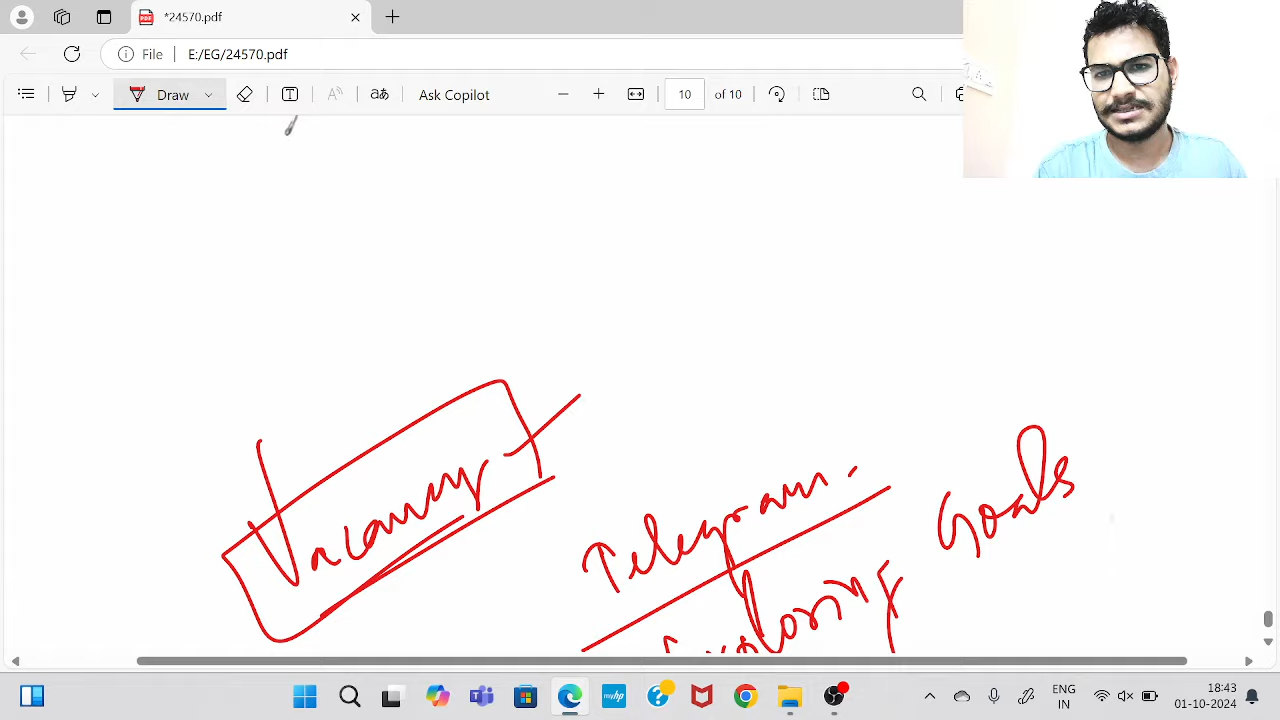 *24570.pdf
File E:/EG/24570.pdf
Draw Ask Copilot 10 of 10
Vacancy
Telegram.
Exploring Goals
ENG
IN
18:43
01-10-2024